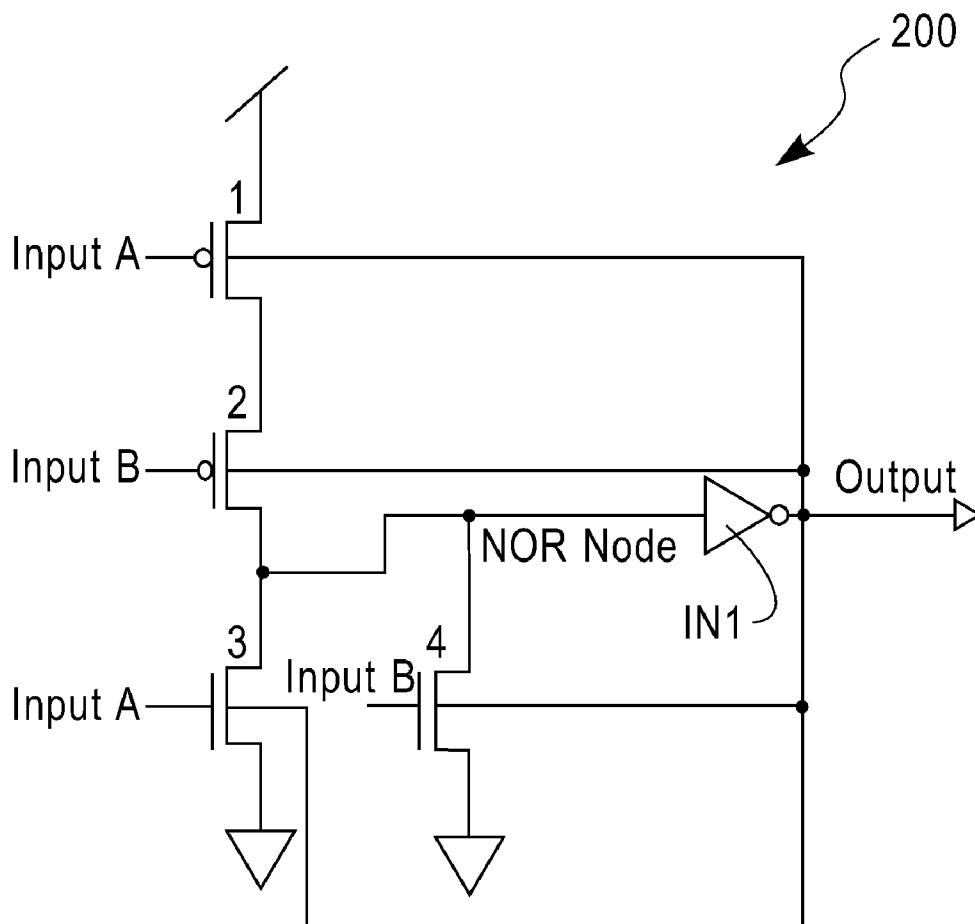 200
1
Input A
2
Input B
Output
NOR Node
IN1
3
4
Input B
Input A